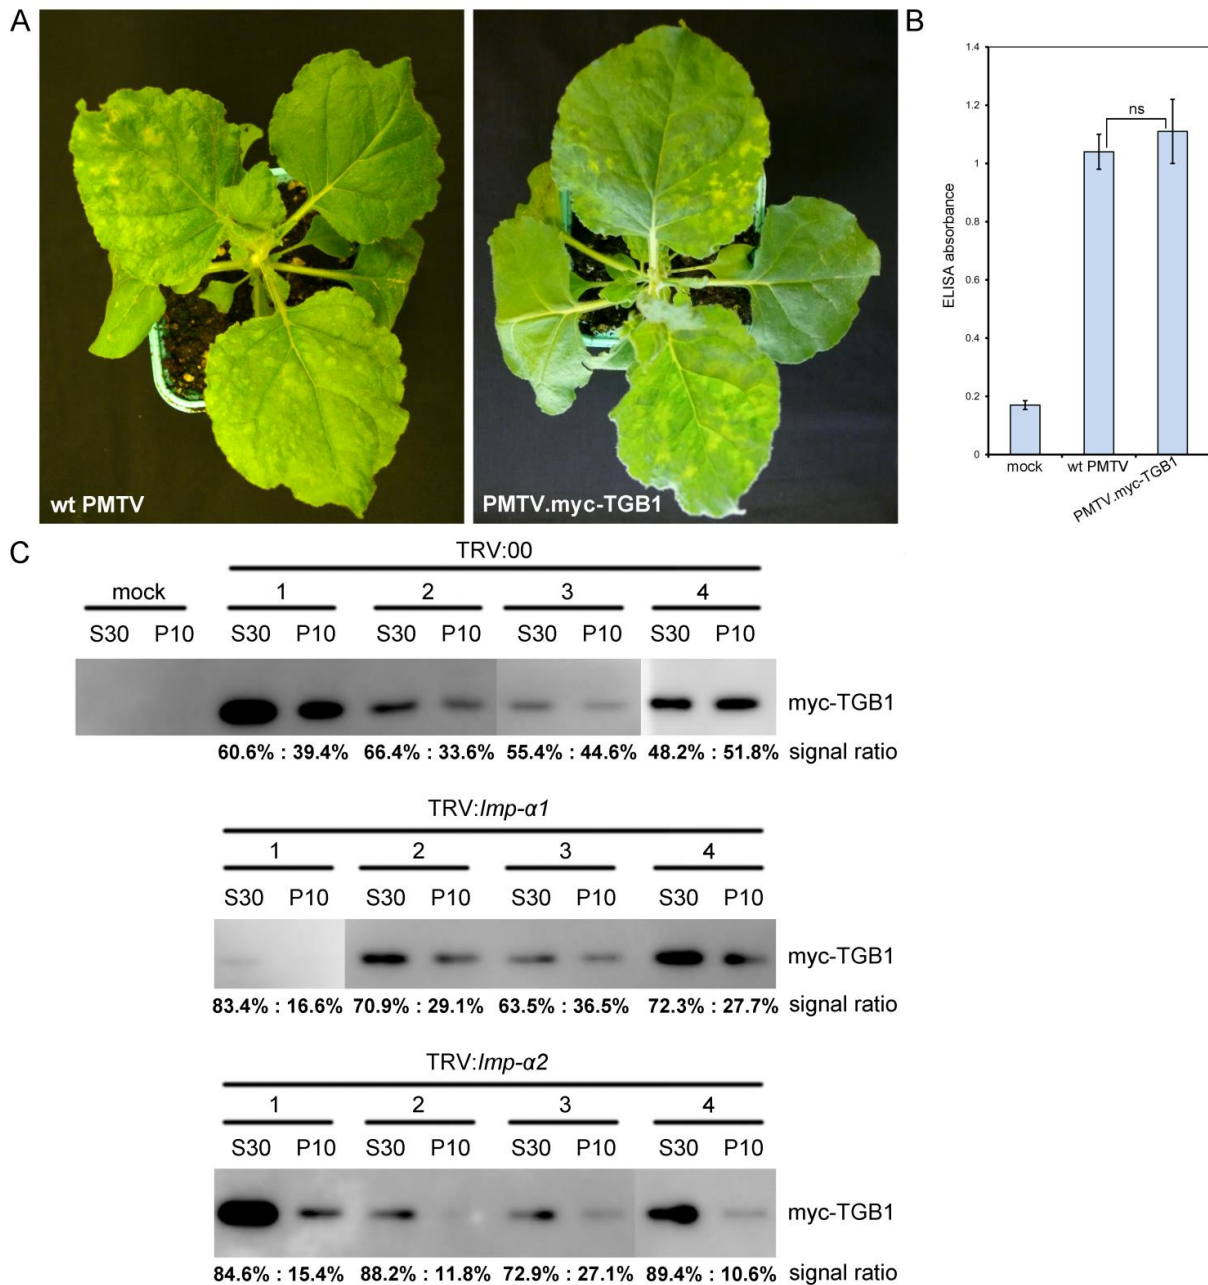 A
B
wt PMTV
PMTV.myc-TGB1
1.4
1.2
1
0.8
0.6
0.4
0.2
0
ELISA absorbance
ns
mock
wt PMTV
PMTV.myc-TGB1
C
TRV:00
mock 1 2 3 4
S30 P10 S30 P10 S30 P10 S30 P10 S30 P10
myc-TGB1
60.6% : 39.4% 66.4% : 33.6% 55.4% : 44.6% 48.2% : 51.8% signal ratio
TRV:Imp-α1
1 2 3 4
S30 P10 S30 P10 S30 P10 S30 P10
myc-TGB1
83.4% : 16.6% 70.9% : 29.1% 63.5% : 36.5% 72.3% : 27.7% signal ratio
TRV:Imp-α2
1 2 3 4
S30 P10 S30 P10 S30 P10 S30 P10
myc-TGB1
84.6% : 15.4% 88.2% : 11.8% 72.9% : 27.1% 89.4% : 10.6% signal ratio